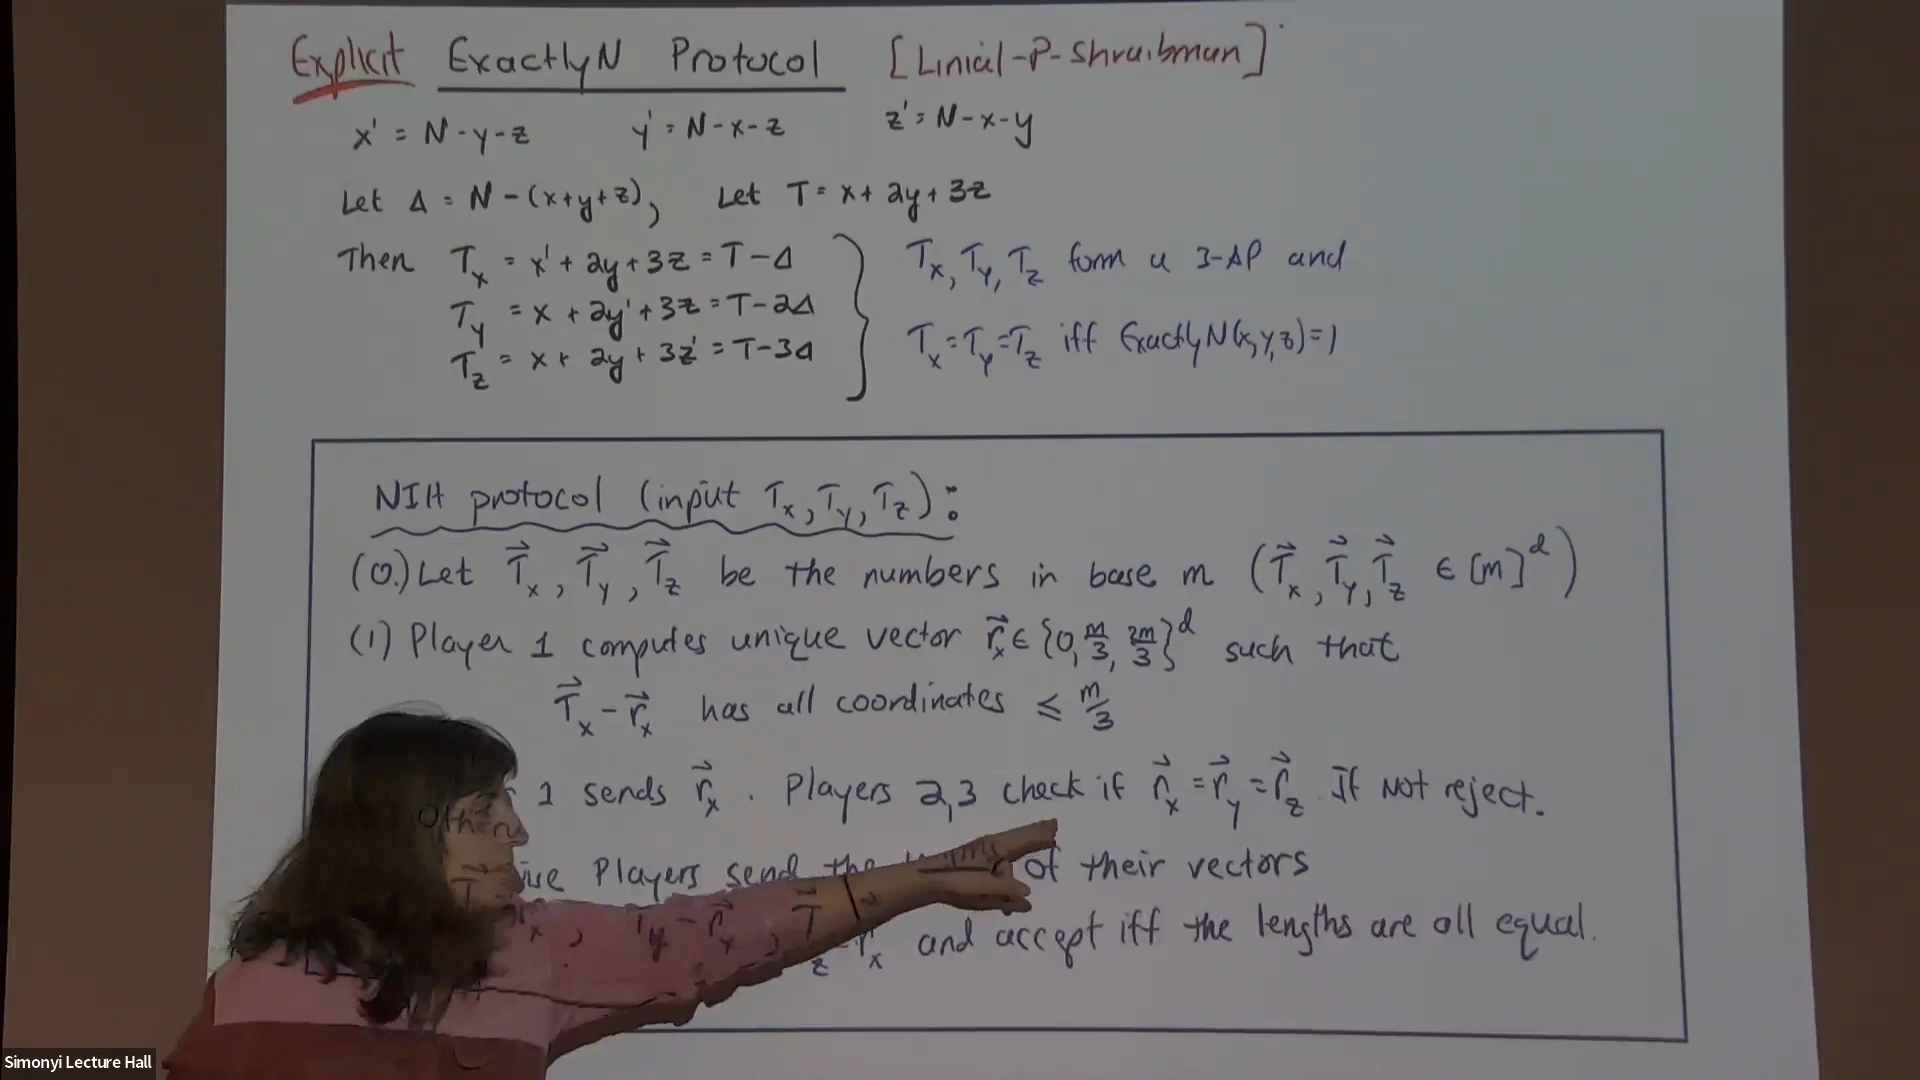 Explicit ExactlyN Protocol [Linial-P-Shraibman]
x' = N-y-z y' = N-x-z z' = N-x-y
Let Δ = N-(x+y+z), Let T = x+2y+3z
Then T_x = x'+2y+3z = T-Δ
T_y = x+2y'+3z = T-2Δ
T_z = x+2y+3z' = T-3Δ
T_x, T_y, T_z form a 3-AP and
T_x = T_y = T_z iff ExactlyN(x,y,z)=1
NIH protocol (input T_x, T_y, T_z):
(0.) Let T⃗_x, T⃗_y, T⃗_z be the numbers in base m (T⃗_x, T⃗_y, T⃗_z ∈ [m]^d)
(1) Player 1 computes unique vector r⃗_x ∈ {0, m/3, 2m/3}^d such that
T⃗_x - r⃗_x has all coordinates ≤ m/3
1 sends r⃗_x. Players 2,3 check if r⃗_x = r⃗_y = r⃗_z. If Not reject.
Players send the of their vectors
and accept iff the lengths are all equal.
Simonyi Lecture Hall